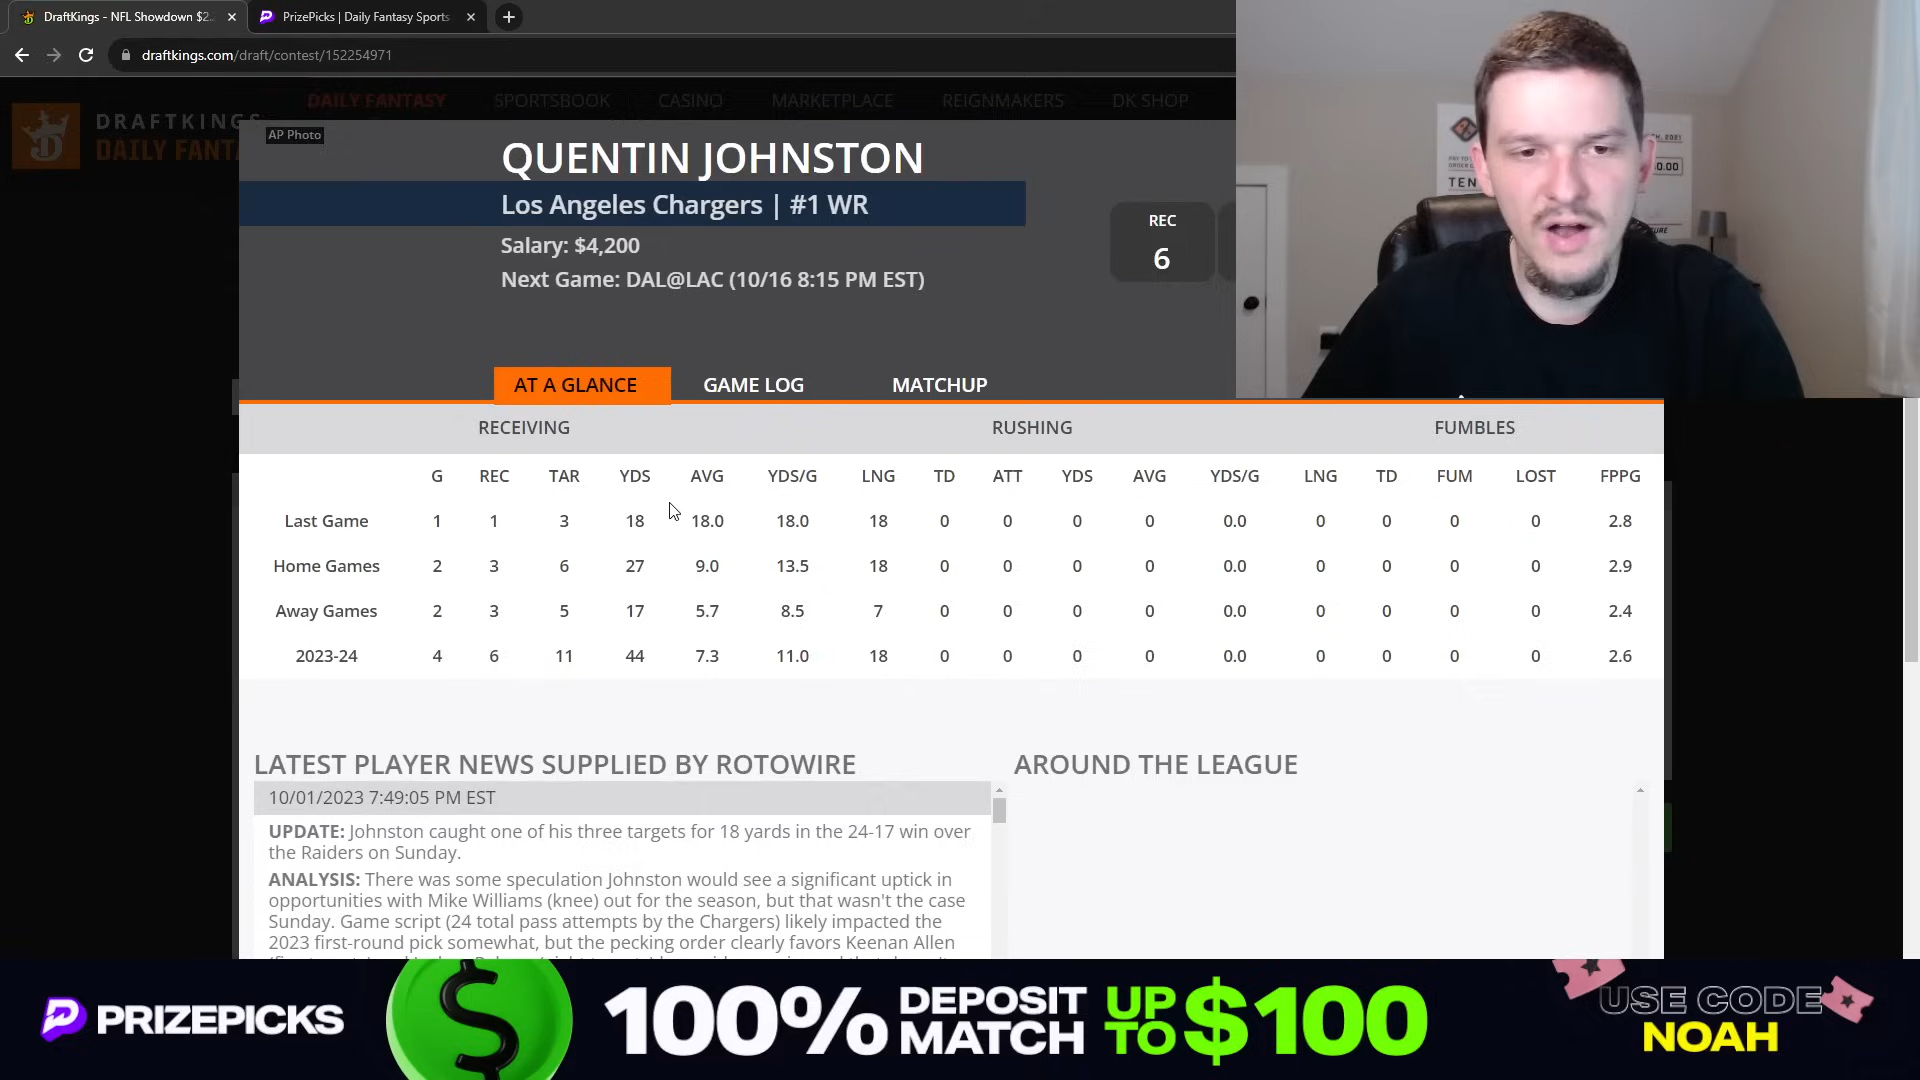 DraftKings - NFL Showdown $2.
PrizePicks | Daily Fantasy Sports
draftkings.com/draft/contest/152254971
DAILY FANTASY SPORTSBOOK CASINO MARKETPLACE REIGNMAKERS DK SHOP
DRAFTKINGS
DAILY FANTA
AP Photo
QUENTIN JOHNSTON
Los Angeles Chargers | #1 WR
Salary: $4,200
Next Game: DAL@LAC (10/16 8:15 PM EST)
REC
6
TEN
AT A GLANCE GAME LOG MATCHUP
RECEIVING RUSHING FUMBLES
G REC TAR YDS AVG YDS/G LNG TD ATT YDS AVG YDS/G LNG TD FUM LOST FPPG
Last Game 1 1 3 18 18.0 18.0 18 0 0 0 0 0.0 0 0 0 0 2.8
Home Games 2 3 6 27 9.0 13.5 18 0 0 0 0 0.0 0 0 0 0 2.9
Away Games 2 3 5 17 5.7 8.5 7 0 0 0 0 0.0 0 0 0 0 2.4
2023-24 4 6 11 44 7.3 11.0 18 0 0 0 0 0.0 0 0 0 0 2.6
LATEST PLAYER NEWS SUPPLIED BY ROTOWIRE
AROUND THE LEAGUE
10/01/2023 7:49:05 PM EST
UPDATE: Johnston caught one of his three targets for 18 yards in the 24-17 win over
the Raiders on Sunday.
ANALYSIS: There was some speculation Johnston would see a significant uptick in
opportunities with Mike Williams (knee) out for the season, but that wasn't the case
Sunday. Game script (24 total pass attempts by the Chargers) likely impacted the
2023 first-round pick somewhat, but the pecking order clearly favors Keenan Allen
PRIZEPICKS
100% DEPOSIT MATCH UP TO $100
USE CODE
NOAH